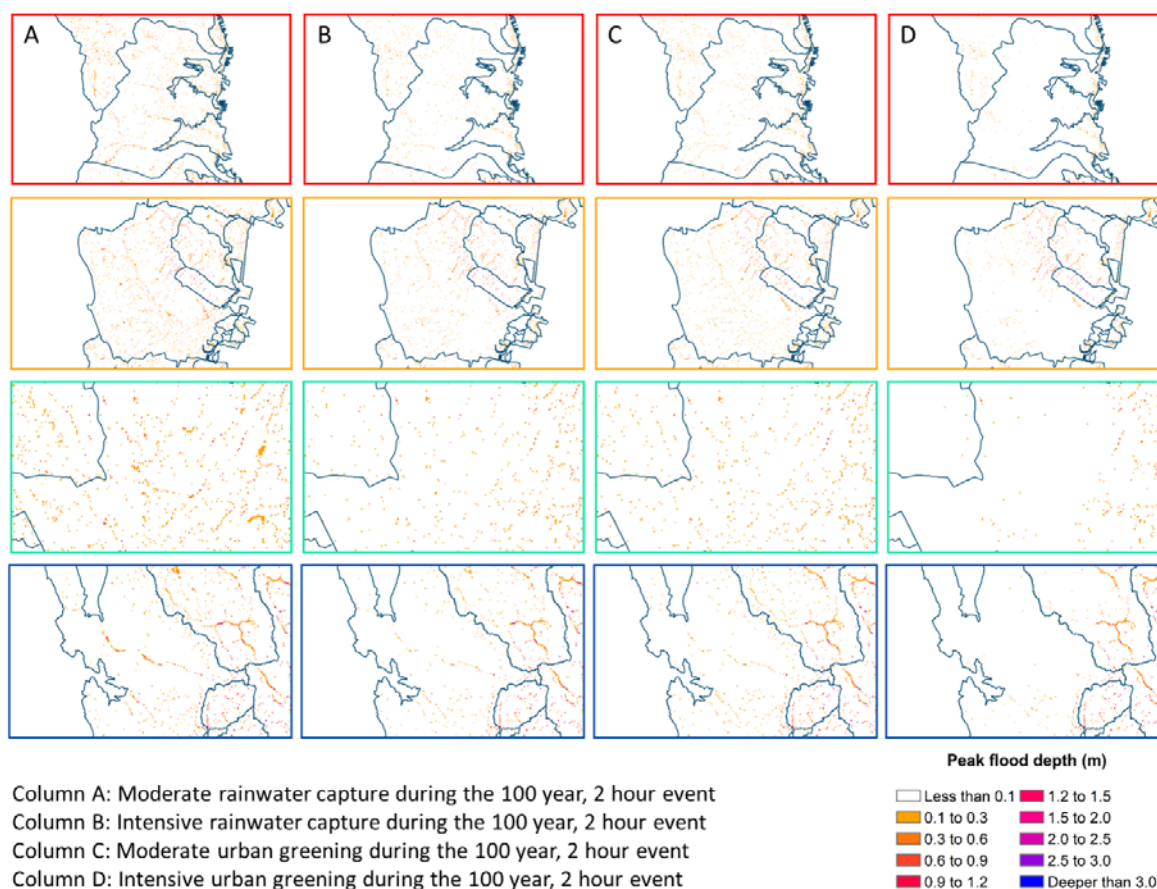 A
B
C
D
Column A: Moderate rainwater capture during the 100 year, 2 hour event
Column B: Intensive rainwater capture during the 100 year, 2 hour event
Column C: Moderate urban greening during the 100 year, 2 hour event
Column D: Intensive urban greening during the 100 year, 2 hour event
Peak flood depth (m)
Less than 0.1
0.1 to 0.3
0.3 to 0.6
0.6 to 0.9
0.9 to 1.2
1.2 to 1.5
1.5 to 2.0
2.0 to 2.5
2.5 to 3.0
Deeper than 3.0